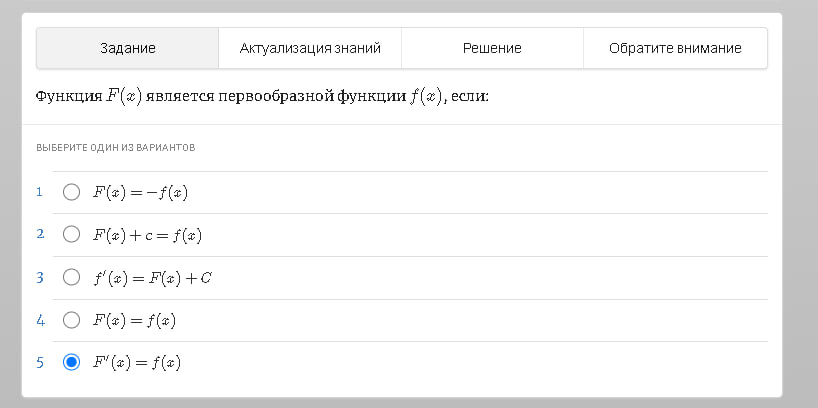 Задание Актуализация знаний Решение Обратите внимание
Функция F(x) является первообразной функции f(x), если:
ВЫБЕРИТЕ ОДИН ИЗ ВАРИАНТОВ
1 F(x) = −f(x)
2 F(x) + c = f(x)
3 f′(x) = F(x) + C
4 F(x) = f(x)
5 F′(x) = f(x)